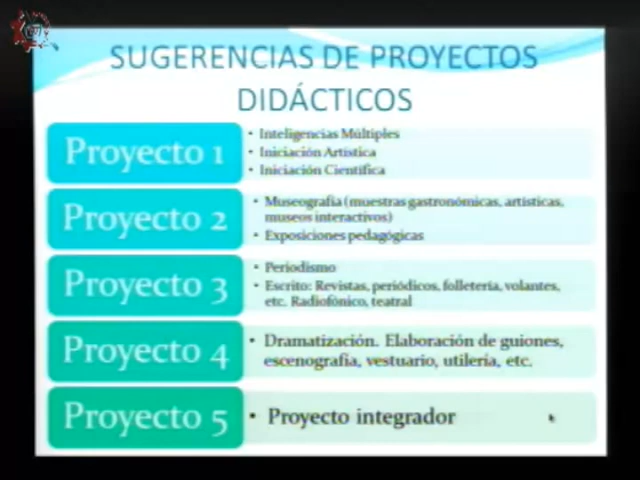 SUGERENCIAS DE PROYECTOS
DIDÁCTICOS
Proyecto 1
• Inteligencias Múltiples
• Iniciación Artística
• Iniciación Científica
Proyecto 2
• Museografía (muestras gastronómicas, artísticas,
museos interactivos)
• Exposiciones pedagógicas
Proyecto 3
• Periodismo
• Escrito: Revistas, periódicos, folletería, volantes,
etc. Radiofónico, teatral
Proyecto 4
• Dramatización. Elaboración de guiones,
escenografía, vestuario, utilería, etc.
Proyecto 5
• Proyecto integrador